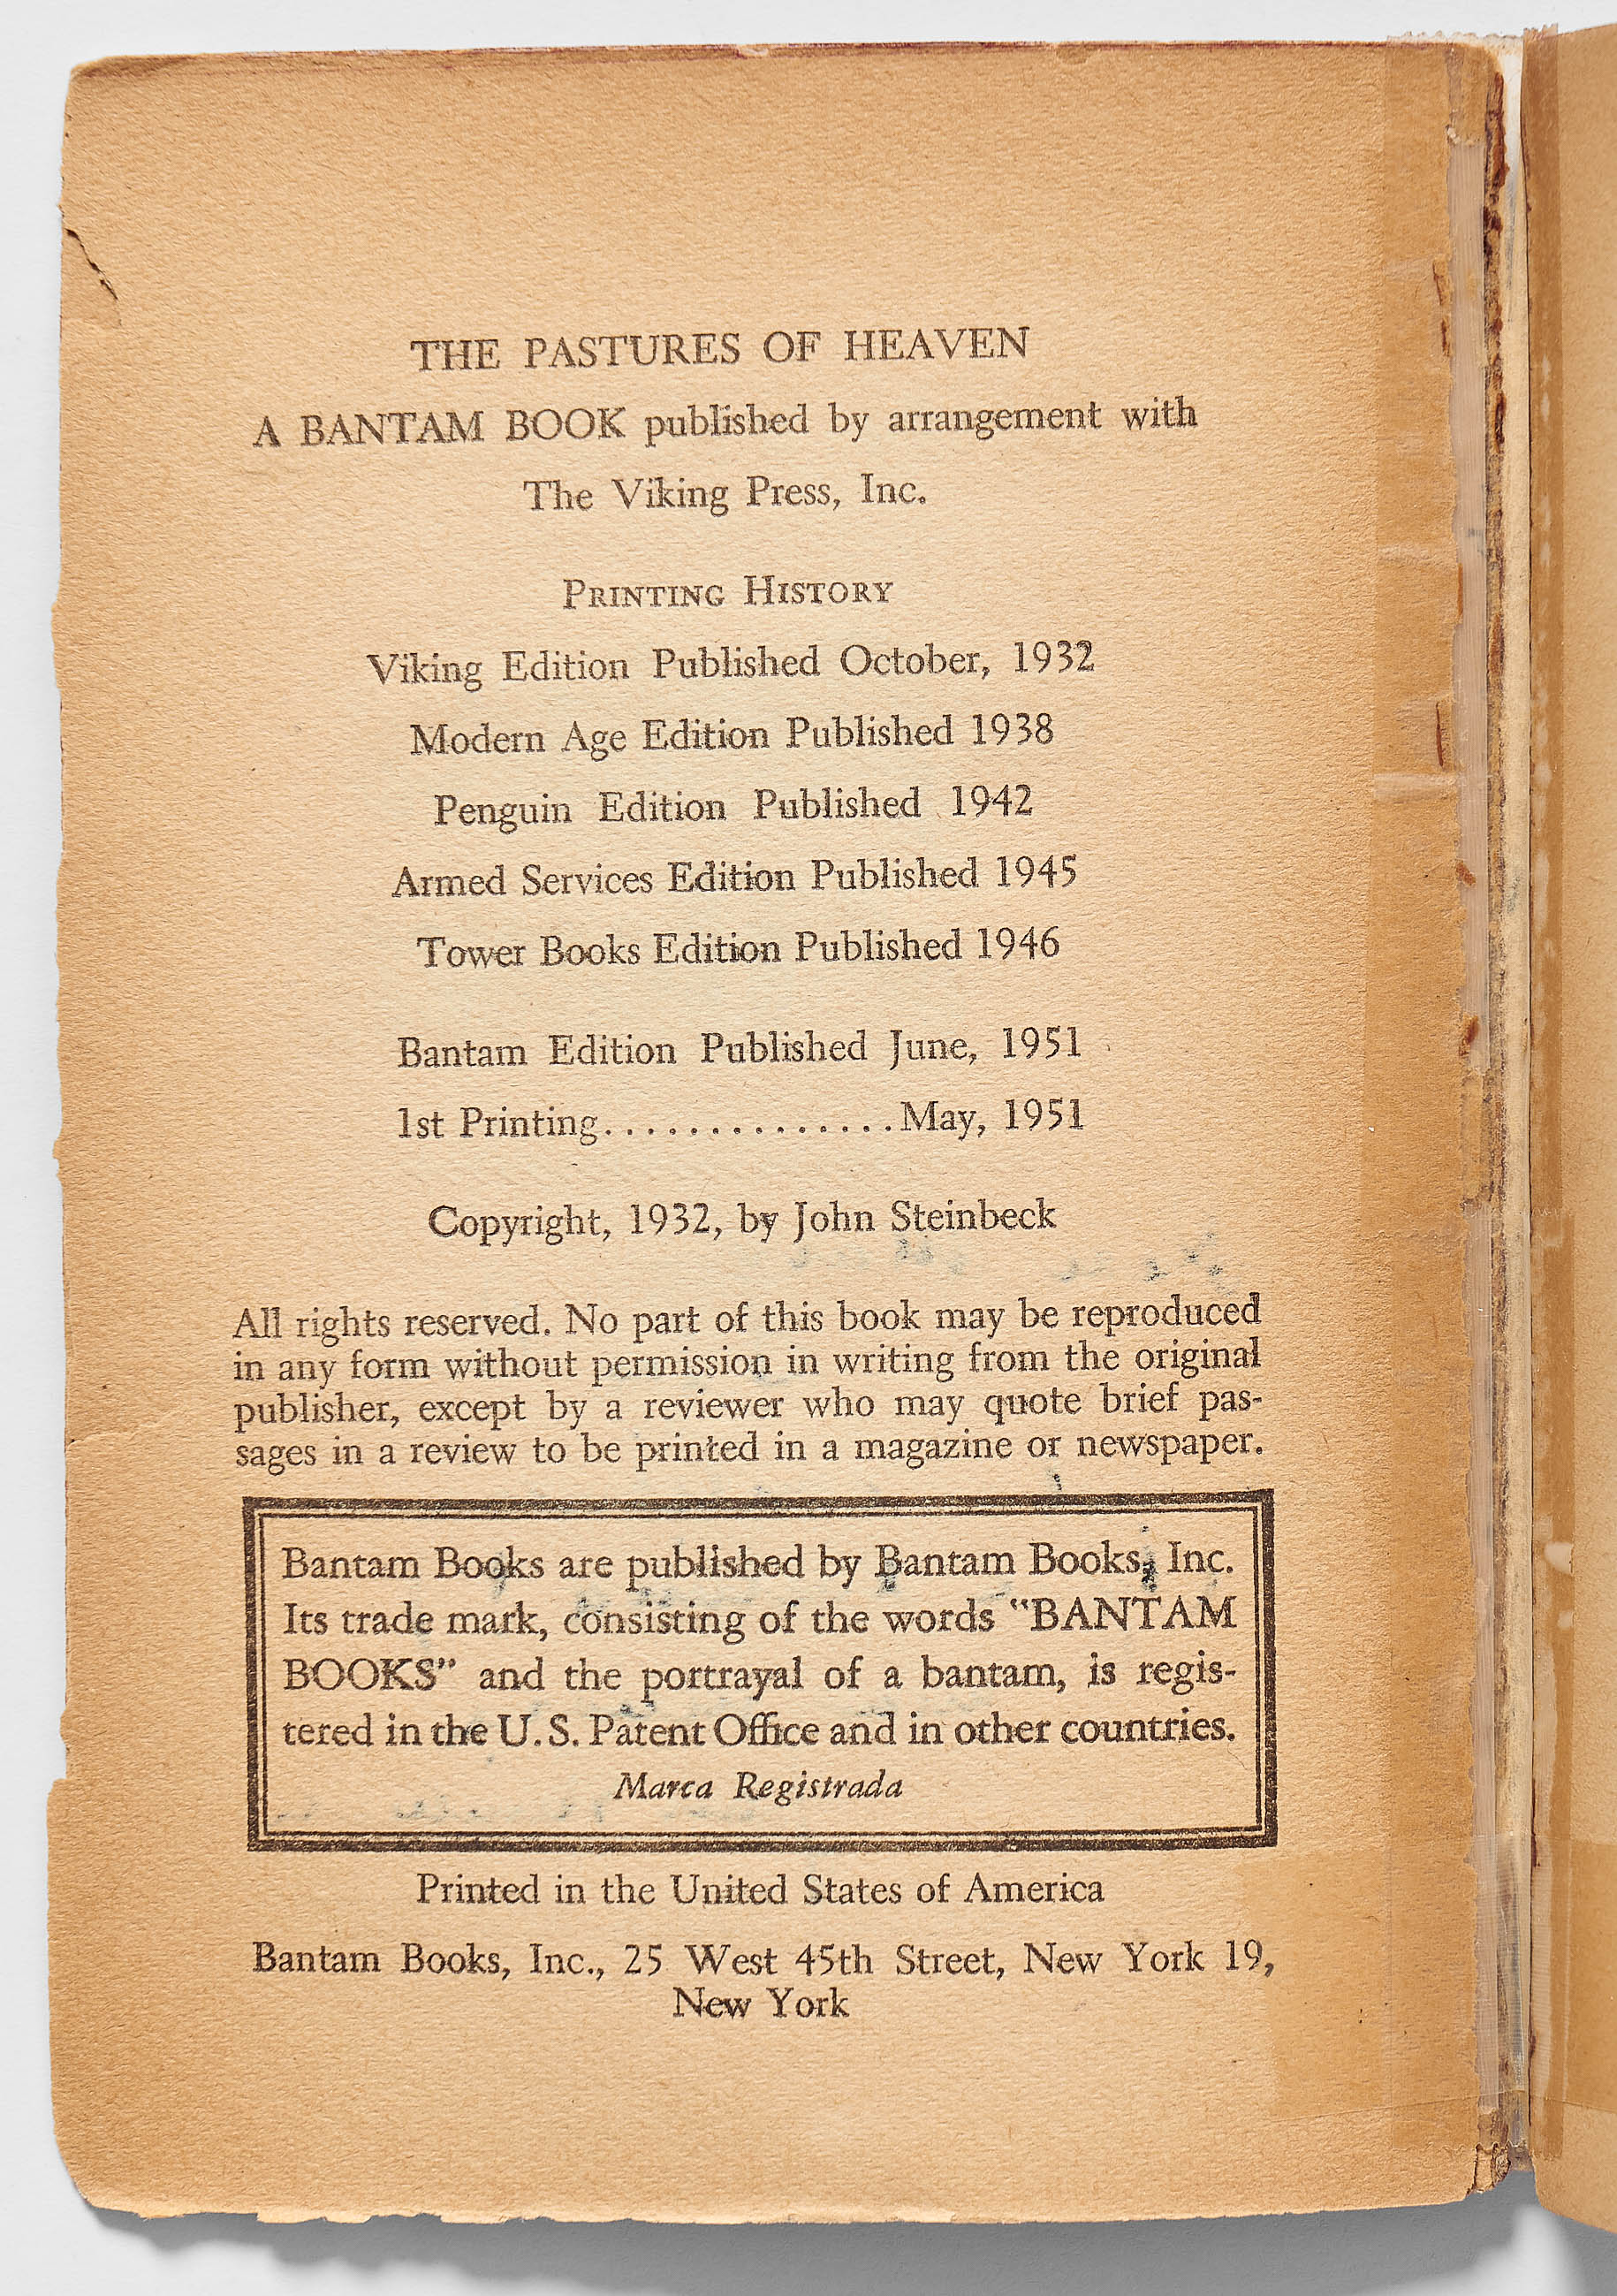 THE PASTURES OF HEAVEN
A BANTAM BOOK published by arrangement with
The Viking Press, Inc.
PRINTING HISTORY
Viking Edition Published October, 1932
Modern Age Edition Published 1938
Penguin Edition Published 1942
Armed Services Edition Published 1945
Tower Books Edition Published 1946
Bantam Edition Published June, 1951
1st Printing...............May, 1951
Copyright, 1932, by John Steinbeck
All rights reserved. No part of this book may be reproduced
in any form without permission in writing from the original
publisher, except by a reviewer who may quote brief pas-
sages in a review to be printed in a magazine or newspaper.
Bantam Books are published by Bantam Books, Inc.
Its trade mark, consisting of the words "BANTAM
BOOKS" and the portrayal of a bantam, is regis-
tered in the U.S. Patent Office and in other countries.
Marca Registrada
Printed in the United States of America
Bantam Books, Inc., 25 West 45th Street, New York 19,
New York